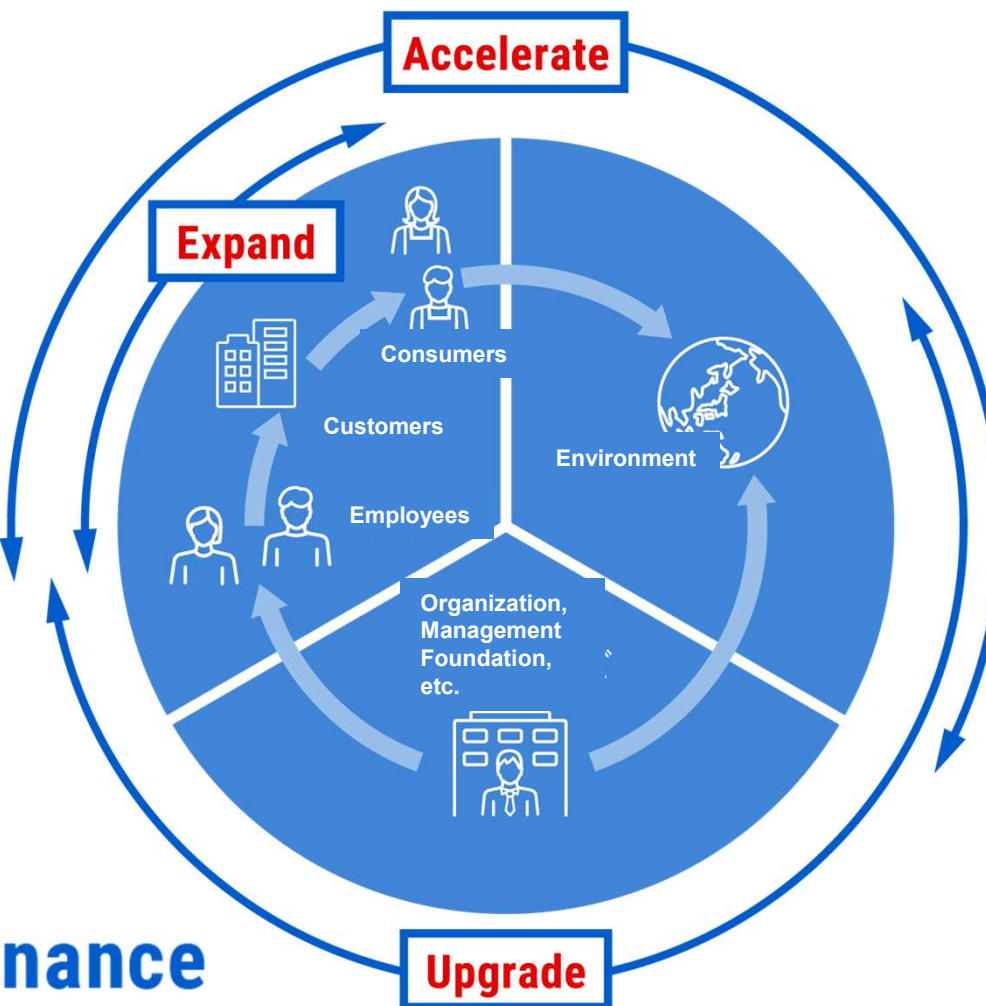 Accelerate
Expand
Consumers
Customers
Environment
Employees
Organization,
Management
Foundation,
etc.
nance
Upgrade